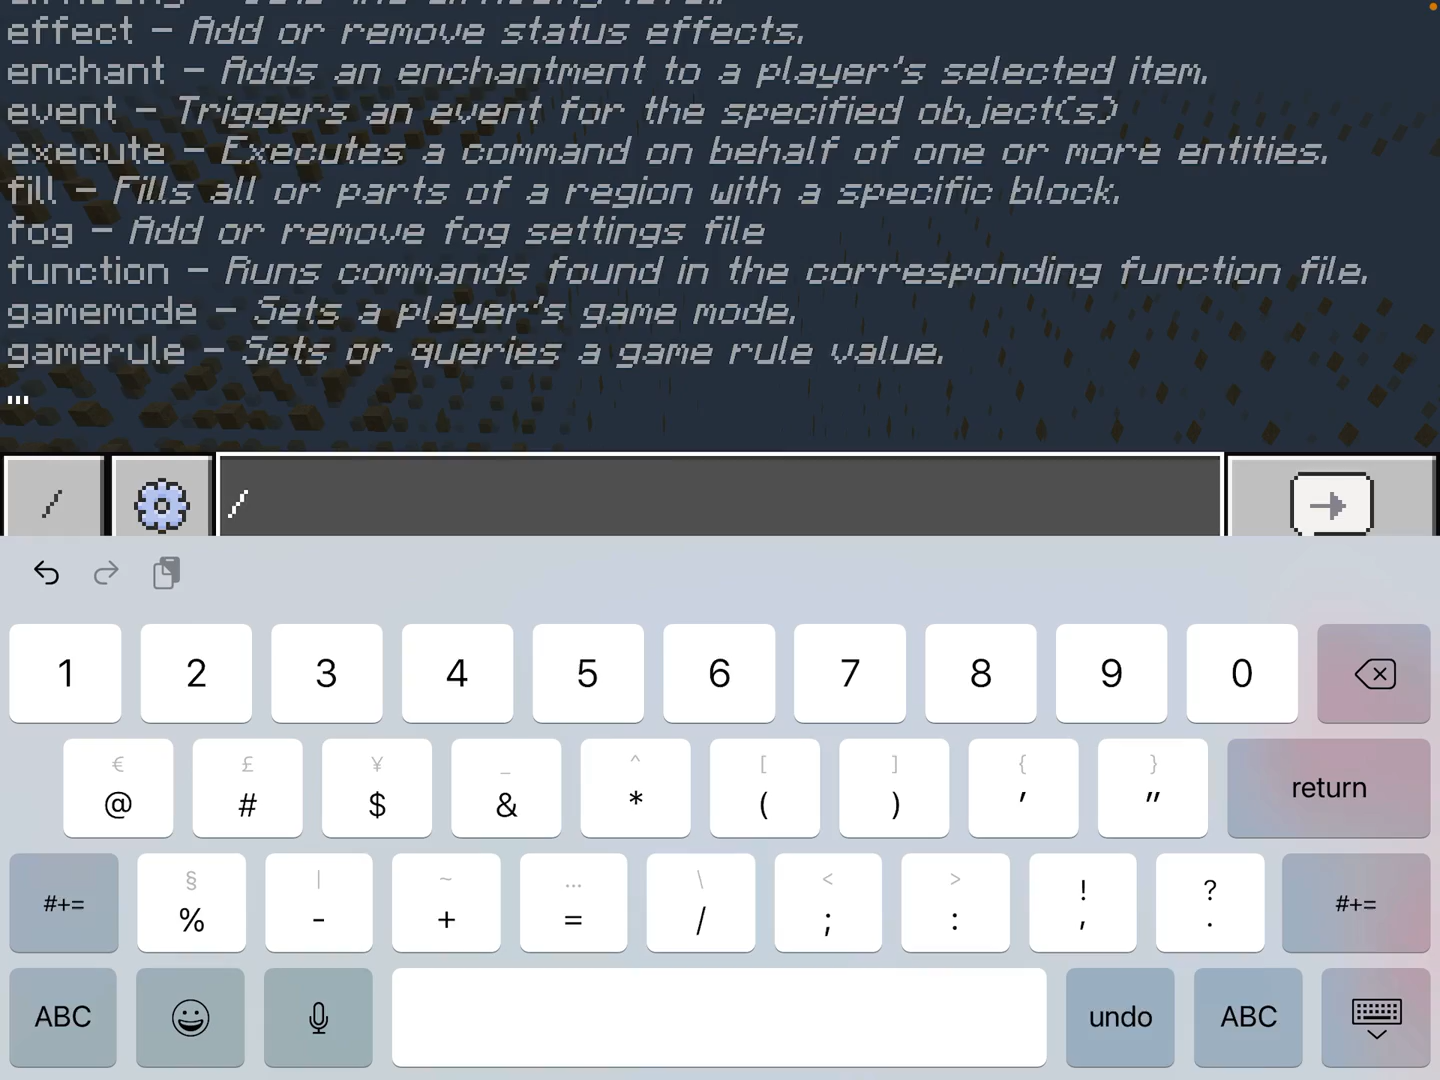 effect – Add or remove status effects.
enchant – Adds an enchantment to a player's selected item.
event – Triggers an event for the specified object(s)
execute – Executes a command on behalf of one or more entities.
fill – Fills all or parts of a region with a specific block.
fog – Add or remove fog settings file
function – Runs commands found in the corresponding function file.
gamemode – Sets a player's game mode.
gamerule – Sets or queries a game rule value.
...
/ /
1 2 3 4 5 6 7 8 9 0
€ £ ¥ _ ^ [ ] { }
@ # $ & * ( ) ' " return
§ | ~ … \ < > ! ?
#+= % - + = / ; : , . #+=
ABC undo ABC